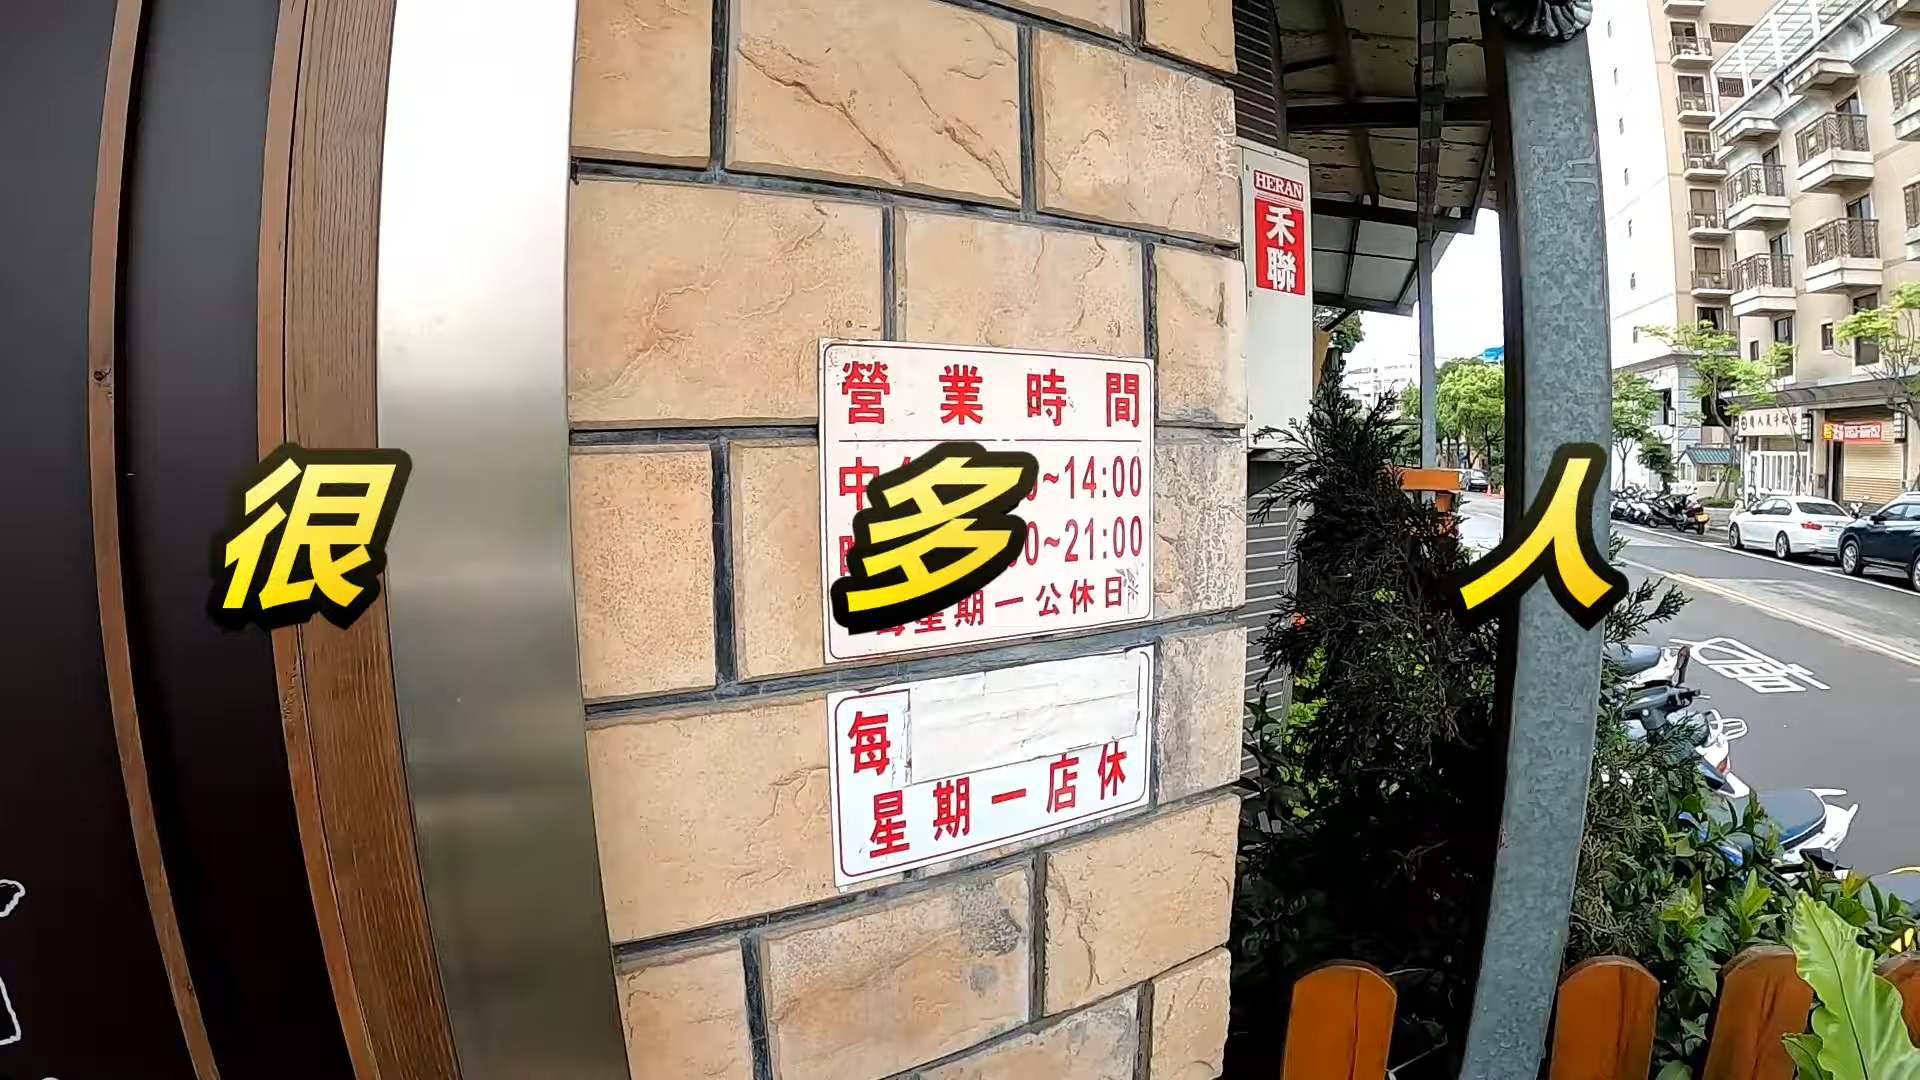 HERAN
禾聯
營業時間
中 ~14:00
0~21:00
星期一公休日
每
星期一店休
很多人